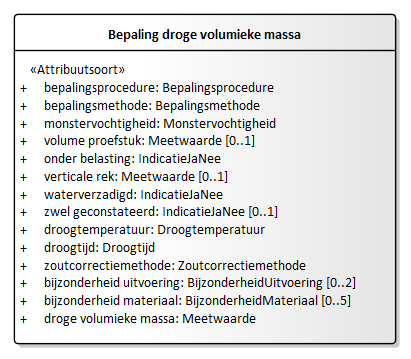 Bepaling droge volumieke massa
«Attribuutsoort»
+ bepalingsprocedure: Bepalingsprocedure
+ bepalingsmethode: Bepalingsmethode
+ monstervochtigheid: Monstervochtigheid
+ volume proefstuk: Meetwaarde [0..1]
+ onder belasting: IndicatieJaNee
+ verticale rek: Meetwaarde [0..1]
+ waterverzadigd: IndicatieJaNee
+ zwel geconstateerd: IndicatieJaNee [0..1]
+ droogtemperatuur: Droogtemperatuur
+ droogtijd: Droogtijd
+ zoutcorrectiemethode: Zoutcorrectiemethode
+ bijzonderheid uitvoering: BijzonderheidUitvoering [0..2]
+ bijzonderheid materiaal: BijzonderheidMateriaal [0..5]
+ droge volumieke massa: Meetwaarde